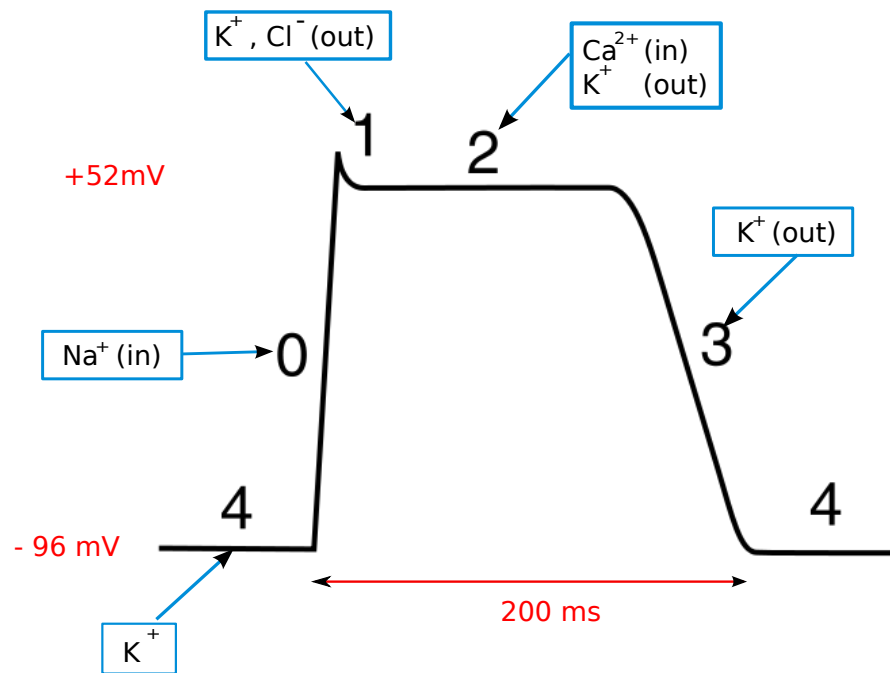 K⁺ , Cl⁻ (out)
Ca²⁺ (in)
K⁺ (out)
1
2
+52mV
K⁺ (out)
Na⁺ (in)
0
3
4
4
- 96 mV
200 ms
K⁺